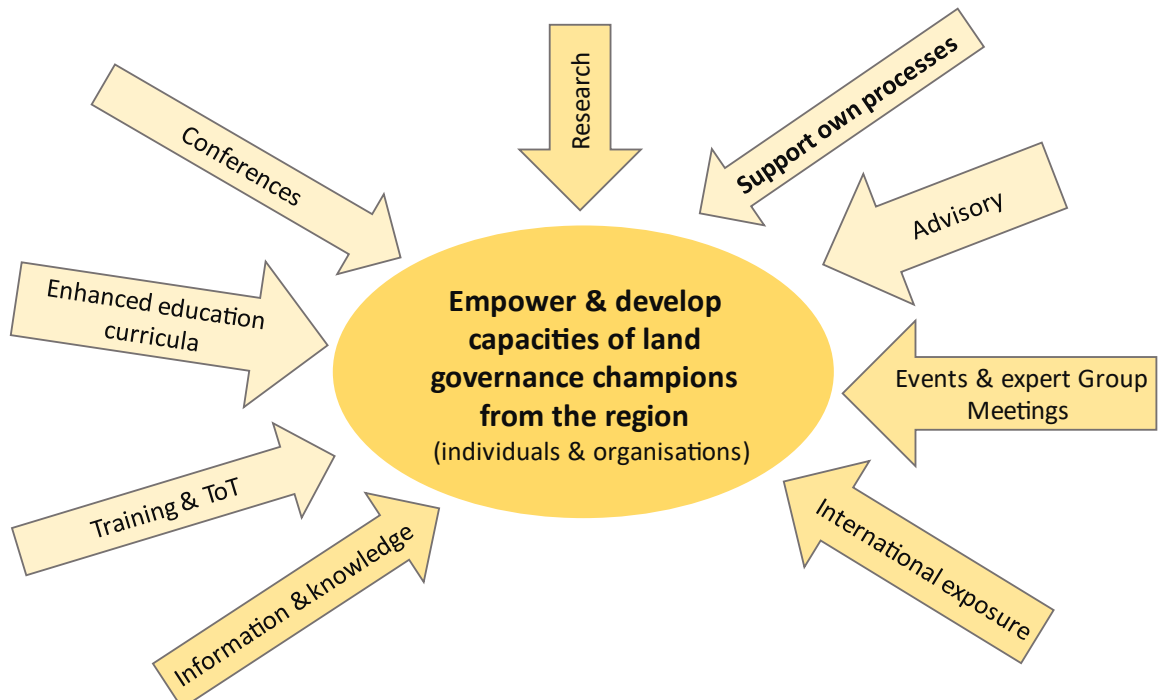 Research
Support own processes
Conferences
Advisory
Enhanced education
curricula
Empower & develop
capacities of land
governance champions
from the region
(individuals & organisations)
Events & expert Group
Meetings
Training & ToT
Information & knowledge
International exposure